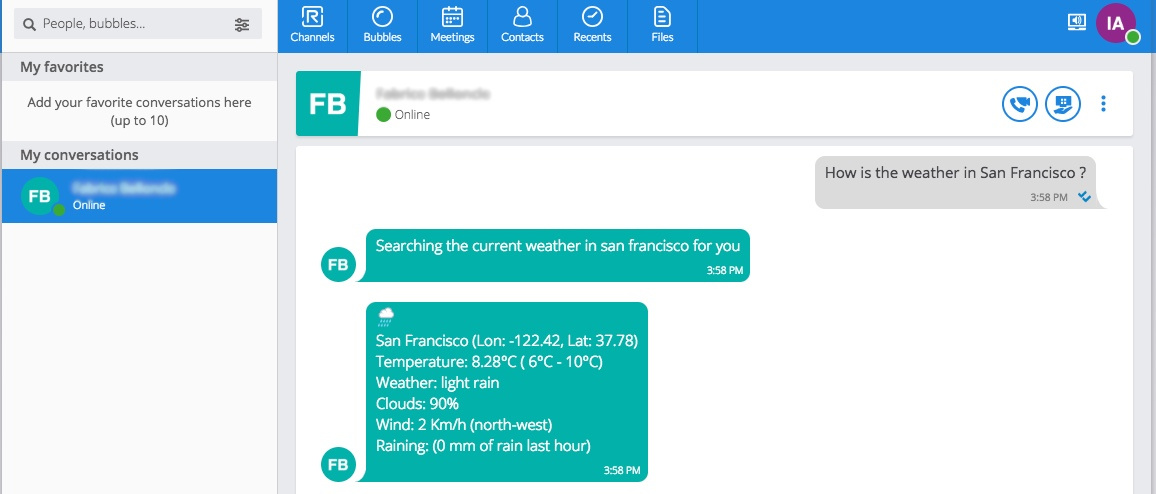 People, bubbles...
Channels
Bubbles
Meetings
Contacts
Recents
Files
IA
My favorites
Add your favorite conversations here
(up to 10)
My conversations
FB
Online
FB
Online
How is the weather in San Francisco ?
3:58 PM
FB
Searching the current weather in san francisco for you
3:58 PM
San Francisco (Lon: -122.42, Lat: 37.78)
Temperature: 8.28°C ( 6°C - 10°C)
Weather: light rain
Clouds: 90%
Wind: 2 Km/h (north-west)
Raining: (0 mm of rain last hour)
FB
3:58 PM